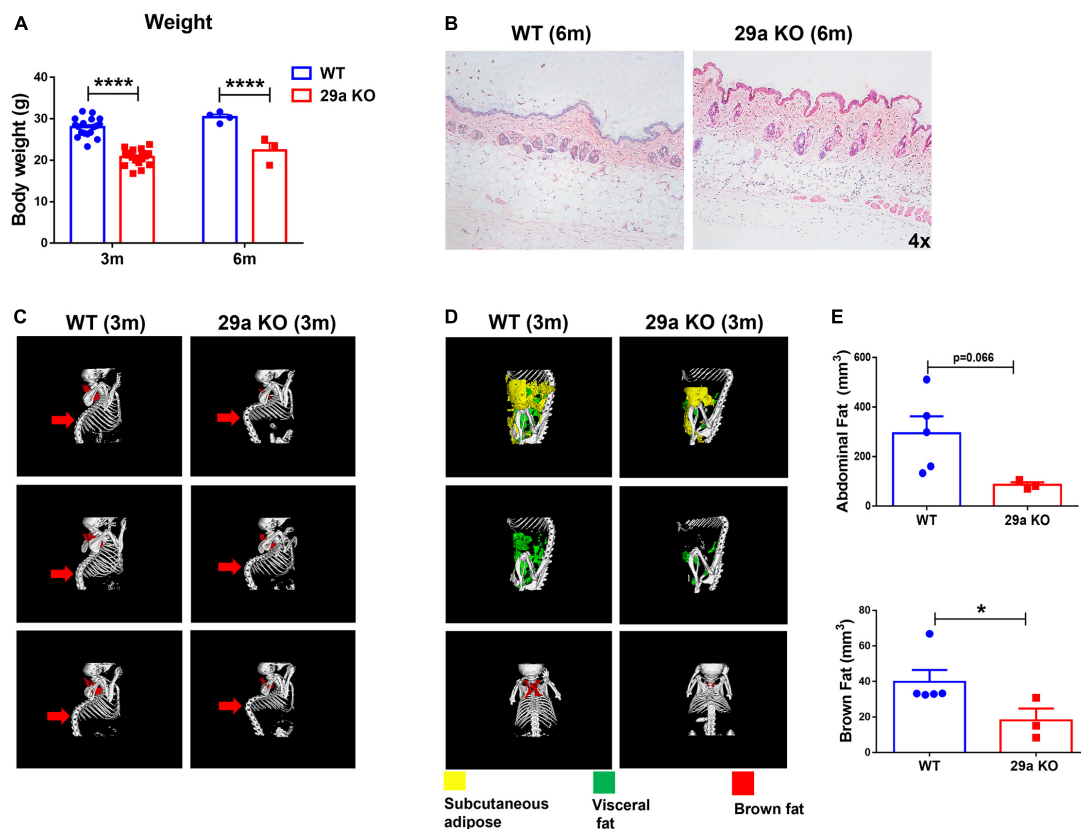 A
Weight
Body weight (g)
40
30
20
10
0
****
****
3m
6m
WT
29a KO
B
WT (6m)
29a KO (6m)
4x
C
WT (3m)
29a KO (3m)
D
WT (3m)
29a KO (3m)
Subcutaneous
adipose
Visceral
fat
Brown fat
E
Abdominal Fat (mm³)
600
400
200
0
p=0.066
WT
29a KO
Brown Fat (mm³)
80
60
40
20
0
*
WT
29a KO